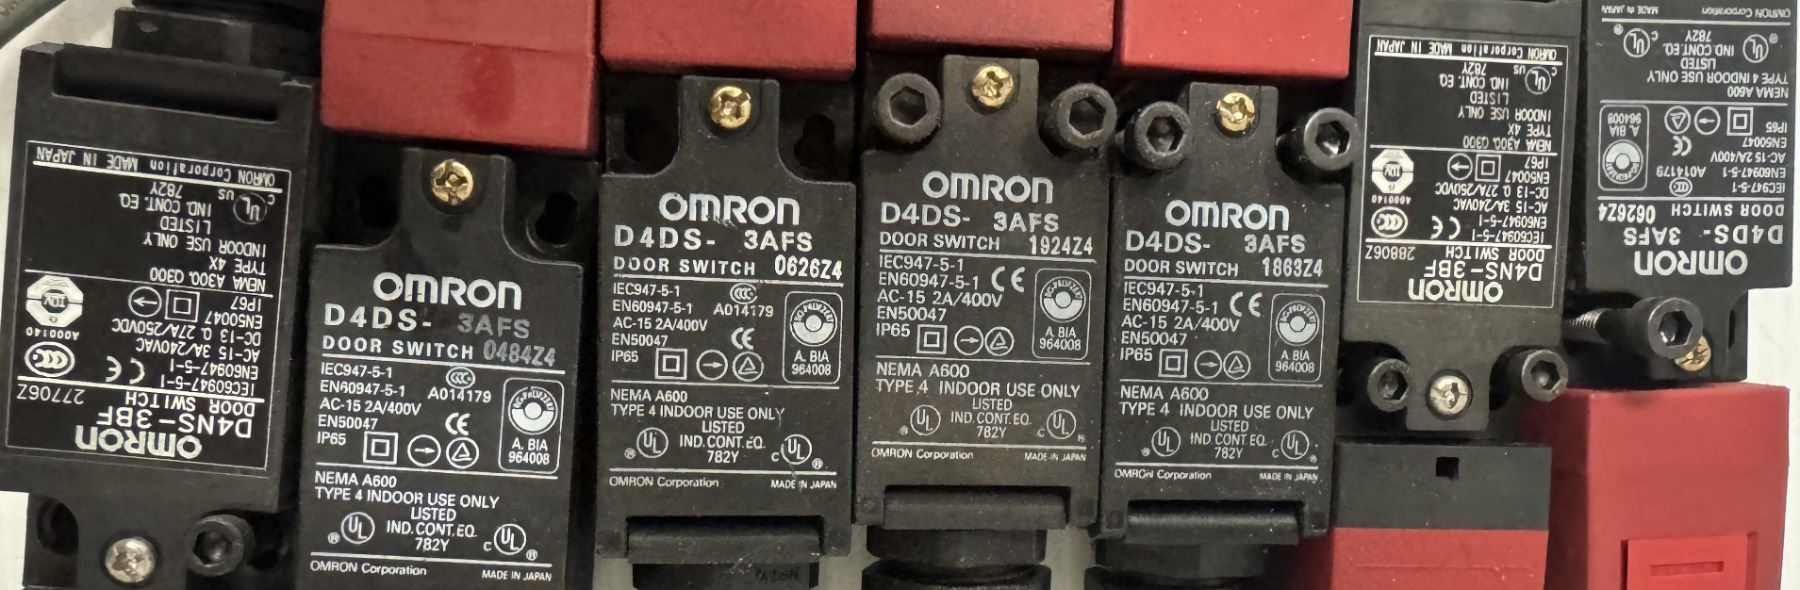 OMRON
D4NS-3BF
DOOR SWITCH 27706Z
IEC60947-5-1
EN60947-5-1
AC-15 3A/240VAC
DC-13 0.27A/250VDC
EN50047
IP67
A000140
NEMA A300, Q300
TYPE 4X
INDOOR USE ONLY
LISTED
IND. CONT. EQ.
782Y
C UL US
OMRON Corporation MADE IN JAPAN
OMRON
D4DS- 3AFS
DOOR SWITCH 0484Z4
IEC947-5-1
EN60947-5-1 A014179
AC-15 2A/400V
EN50047
IP65
A. BIA
964008
NEMA A600
TYPE 4 INDOOR USE ONLY
LISTED
IND.CONT.EQ.
782Y
OMRON Corporation MADE IN JAPAN
OMRON
D4DS- 3AFS
DOOR SWITCH 0626Z4
IEC947-5-1
EN60947-5-1 A014179
AC-15 2A/400V
EN50047
IP65
A. BIA
964008
NEMA A600
TYPE 4 INDOOR USE ONLY
LISTED
IND.CONT.EQ.
782Y
OMRON Corporation MADE IN JAPAN
OMRON
D4DS- 3AFS
DOOR SWITCH 1924Z4
IEC947-5-1
EN60947-5-1
AC-15 2A/400V
EN50047
IP65
A. BIA
964008
NEMA A600
TYPE 4 INDOOR USE ONLY
LISTED
IND.CONT.EQ.
782Y
OMRON Corporation MADE IN JAPAN
OMRON
D4DS- 3AFS
DOOR SWITCH 1863Z4
IEC947-5-1
EN60947-5-1
AC-15 2A/400V
EN50047
IP65
A. BIA
964008
NEMA A600
TYPE 4 INDOOR USE ONLY
LISTED
IND.CONT.EQ.
782Y
OMRON Corporation MADE IN JAPAN
OMRON
D4NS-3BF
DOOR SWITCH 28806Z
IEC60947-5-1
EN60947-5-1
AC-15 3A/240VAC
DC-13 0.27A/250VDC
EN50047
IP67
A000140
NEMA A300, Q300
TYPE 4X
INDOOR USE ONLY
LISTED
IND. CONT. EQ.
782Y
C UL US
OMRON Corporation MADE IN JAPAN
OMRON
D4DS- 3AFS
DOOR SWITCH 0626Z4
IEC947-5-1
EN60947-5-1 A014179
AC-15 2A/400V
EN50047
IP65
A. BIA
964008
NEMA A600
TYPE 4 INDOOR USE ONLY
LISTED
IND.CONT.EQ.
782Y
OMRON Corporation MADE IN JAPAN